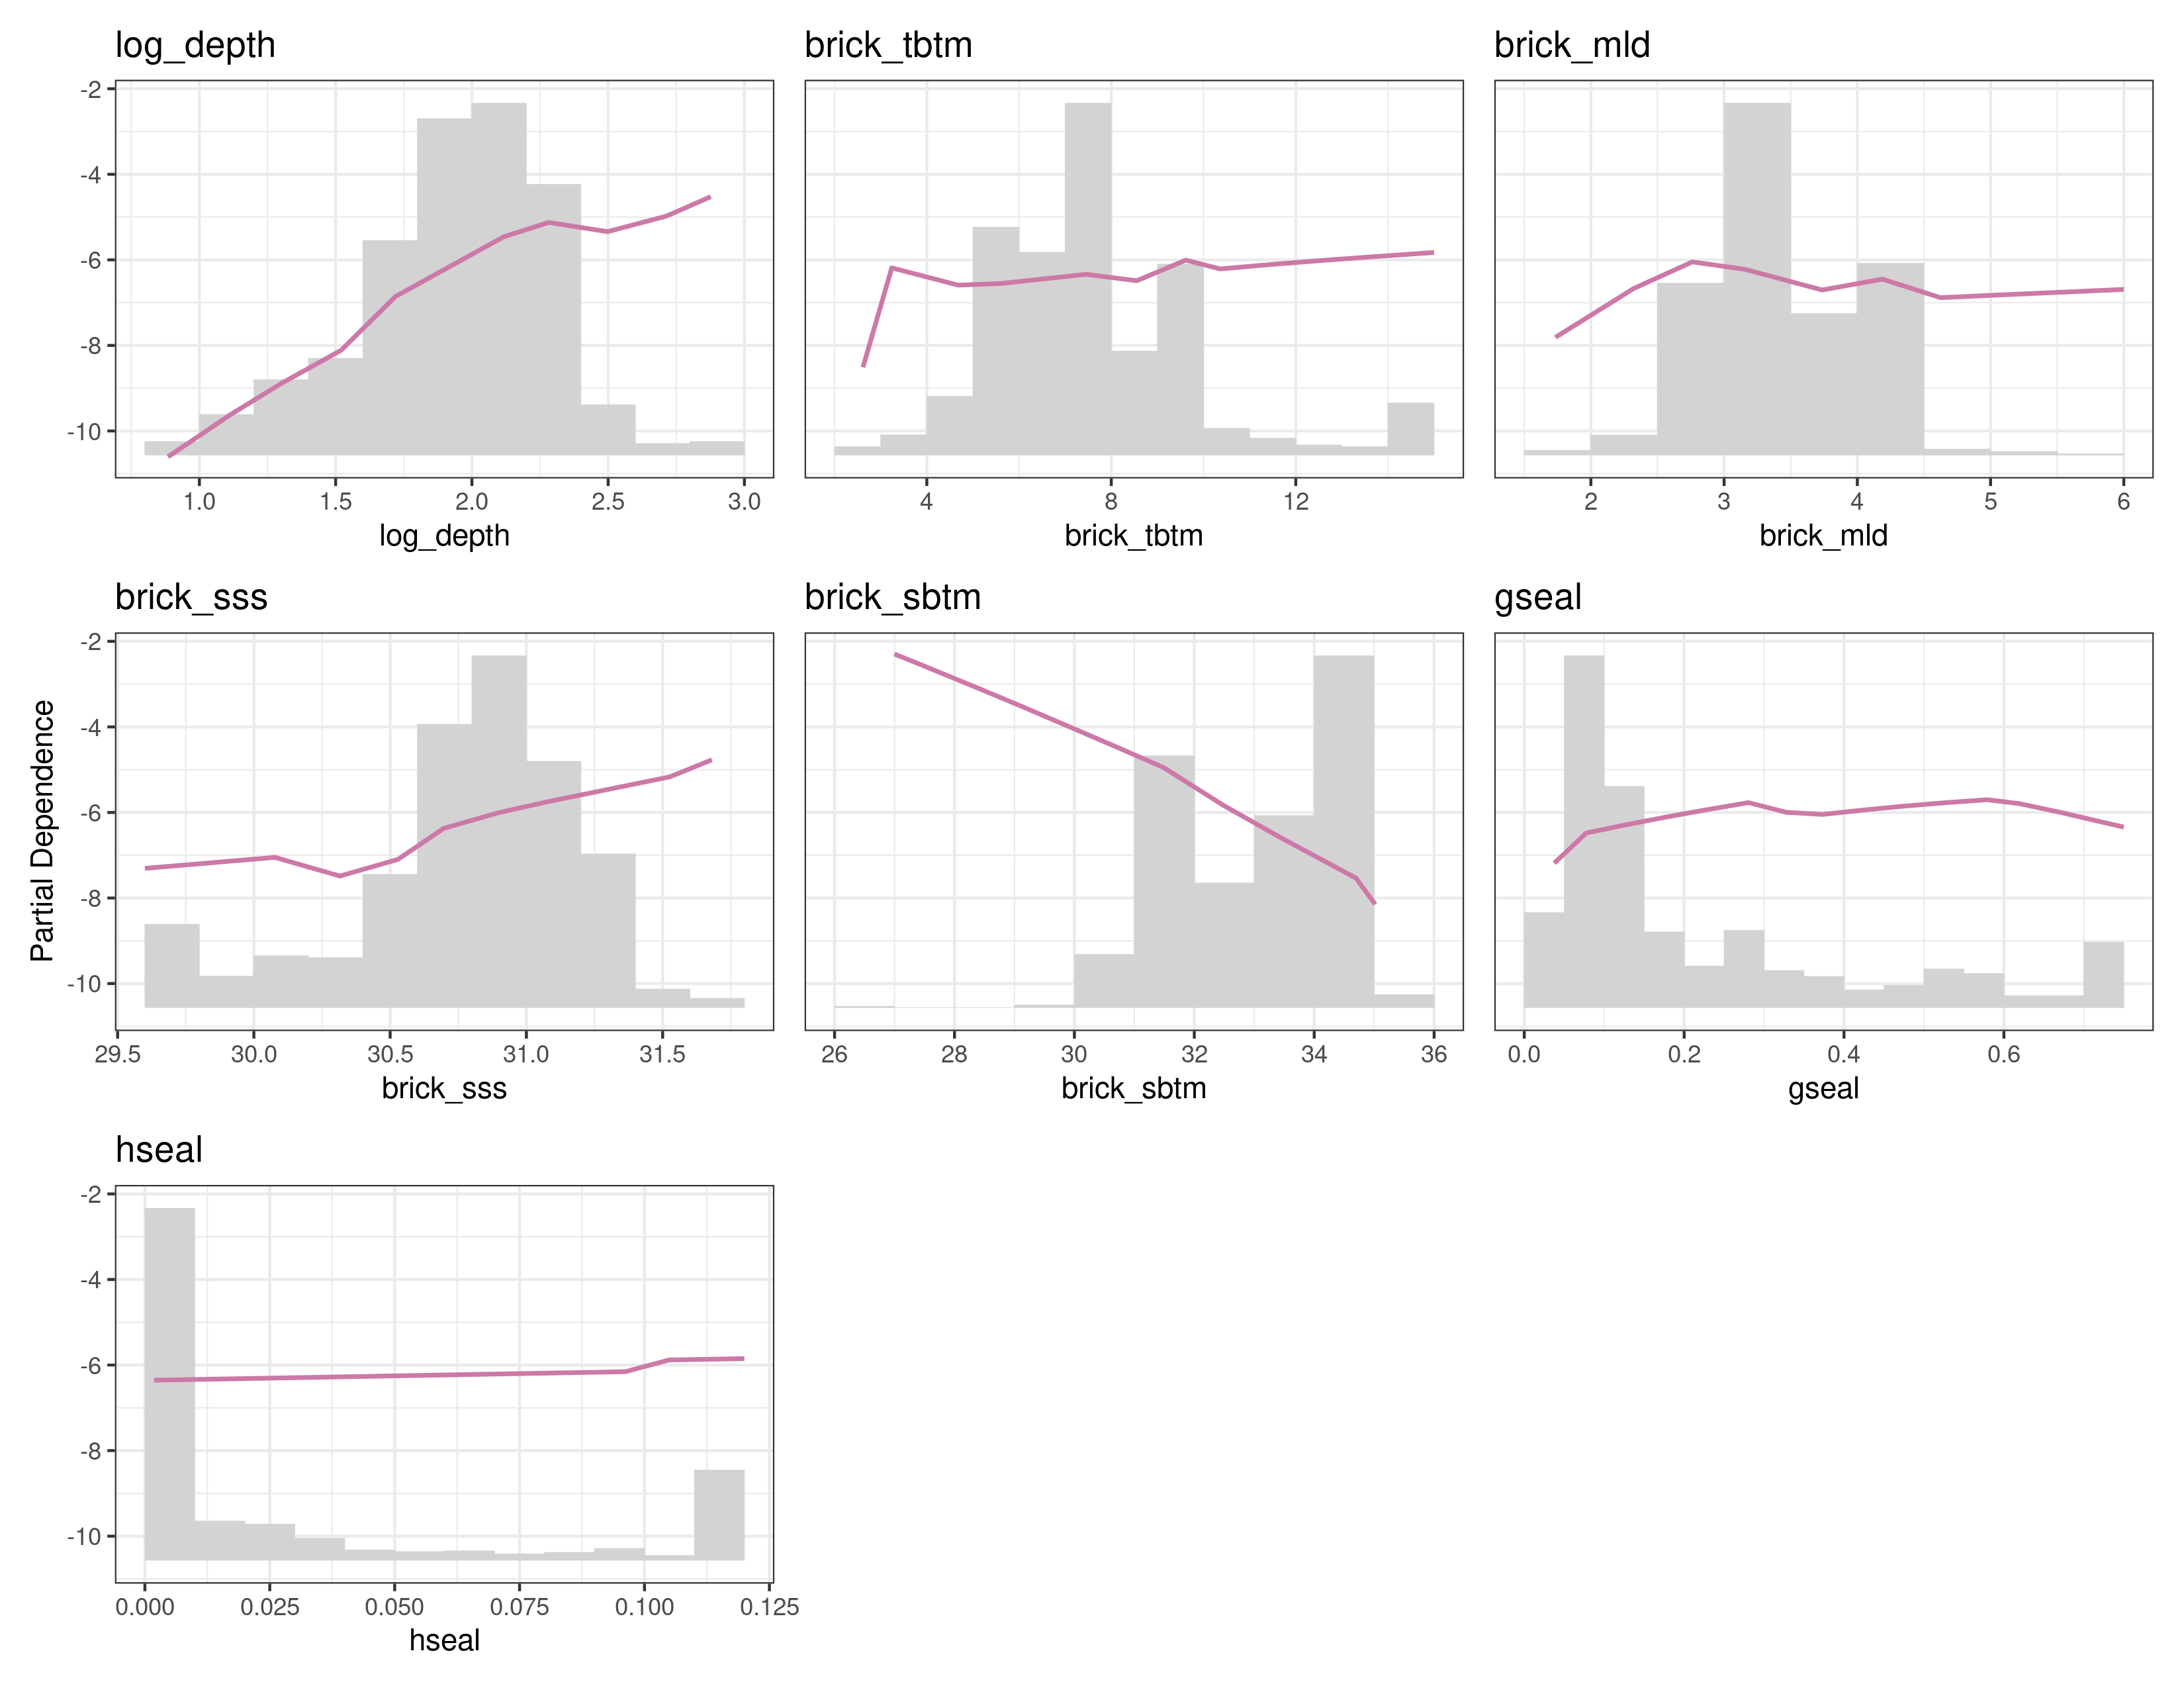 log_depth
brick_tbtm
brick_mld
-2
-4
-6
-8
-10
1.0 1.5 2.0 2.5 3.0
4 8 12
2 3 4 5 6
log_depth
brick_tbtm
brick_mld
brick_sss
brick_sbtm
gseal
Partial Dependence
-2
-4
-6
-8
-10
29.5 30.0 30.5 31.0 31.5
26 28 30 32 34 36
0.0 0.2 0.4 0.6
brick_sss
brick_sbtm
gseal
hseal
-2
-4
-6
-8
-10
0.000 0.025 0.050 0.075 0.100 0.125
hseal